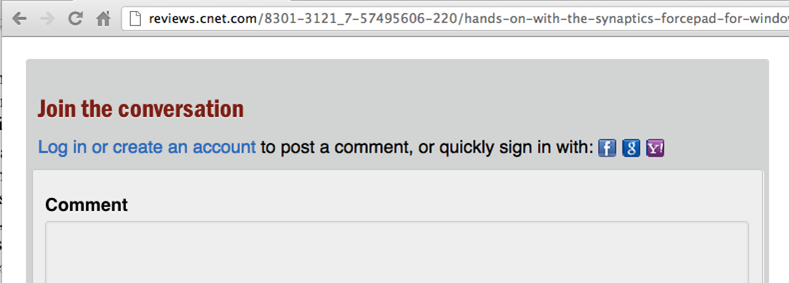 reviews.cnet.com/8301-3121_7-57495606-220/hands-on-with-the-synaptics-forcepad-for-windo
Join the conversation
Log in or create an account to post a comment, or quickly sign in with: f g Y!
Comment